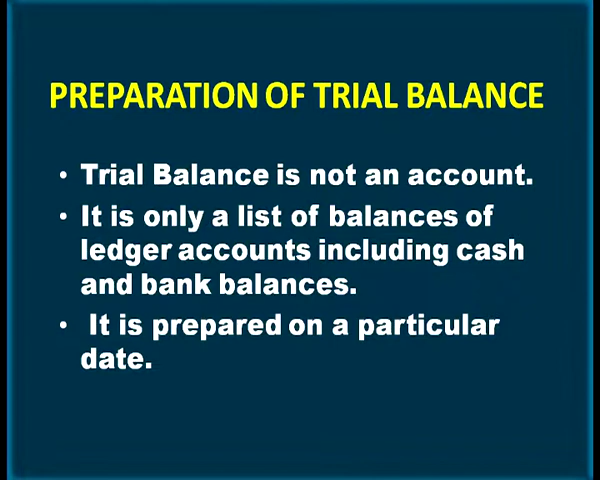 PREPARATION OF TRIAL BALANCE
• Trial Balance is not an account.
• It is only a list of balances of
ledger accounts including cash
and bank balances.
• It is prepared on a particular
date.